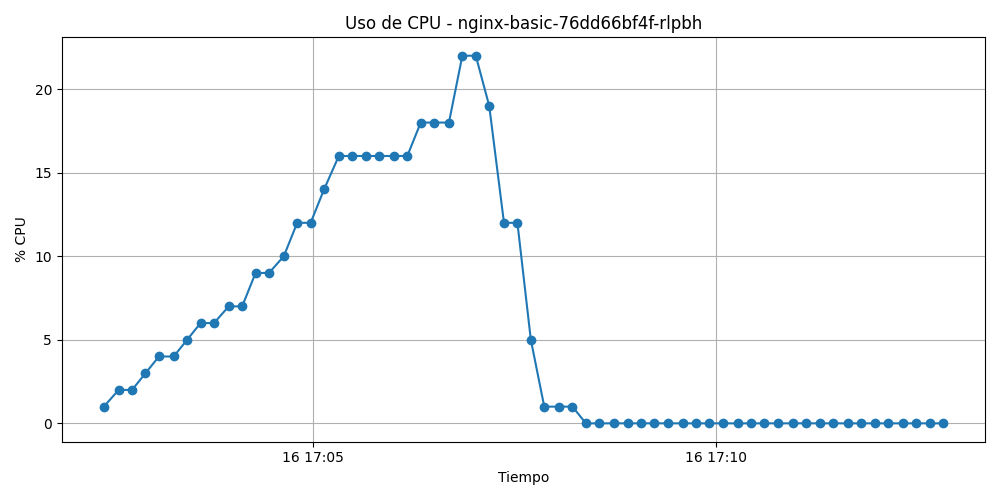 Uso de CPU - nginx-basic-76dd66bf4f-rlpbh
% CPU
20
15
10
5
0
16 17:05
16 17:10
Tiempo